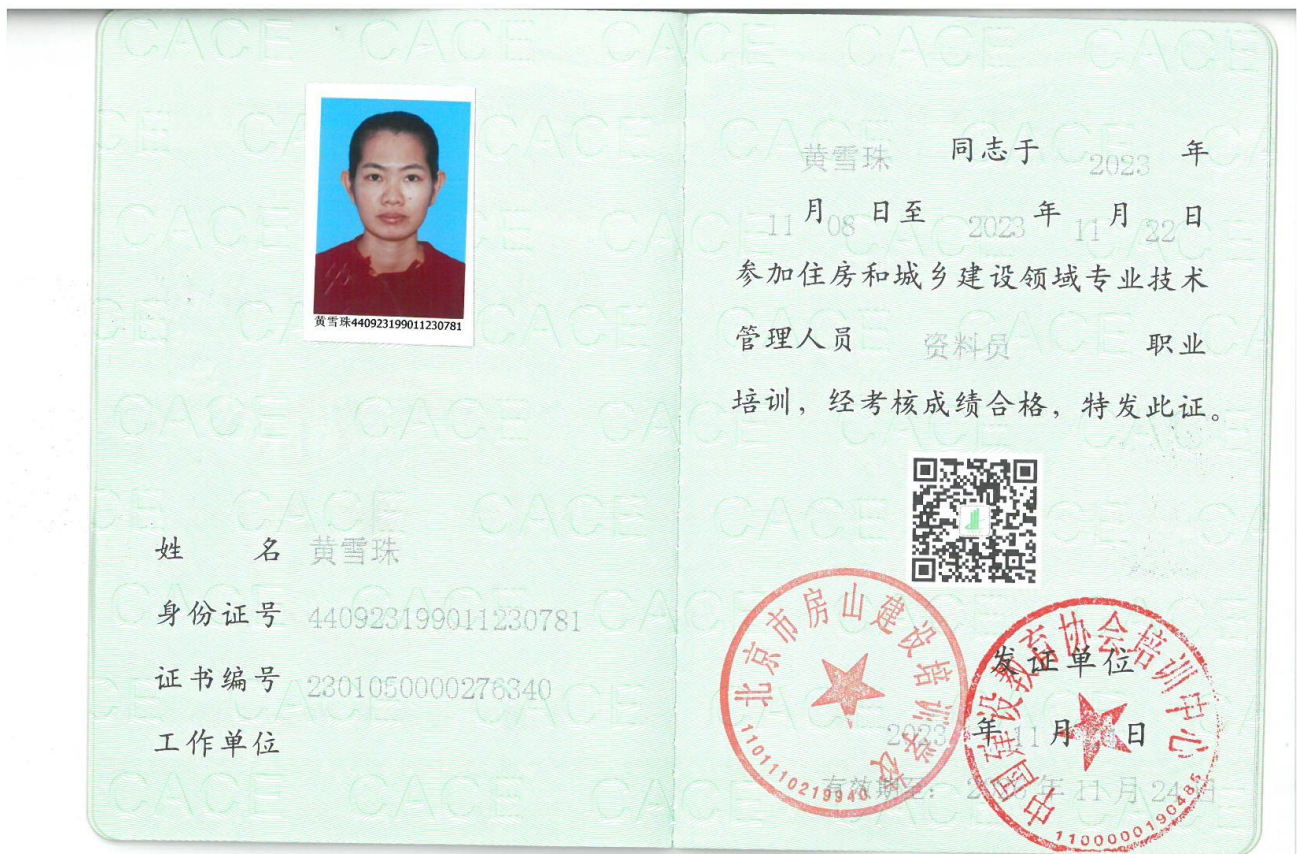 黄雪珠440923199011230781
姓 名 黄雪珠
身份证号 440923199011230781
证书编号 2301050000276340
工作单位
黄雪珠 同志于 2023 年
11 月 08 日至 2023 年 11 月 22 日
参加住房和城乡建设领域专业技术
管理人员 资料员 职业
培训，经考核成绩合格，特发此证。
北京市房山建设培训学校
1101110219940
中国建设教育协会培训中心
1100000190485
发证单位
2023 年 11 月 日
有效期至： 年 11 月 24 日
CACE